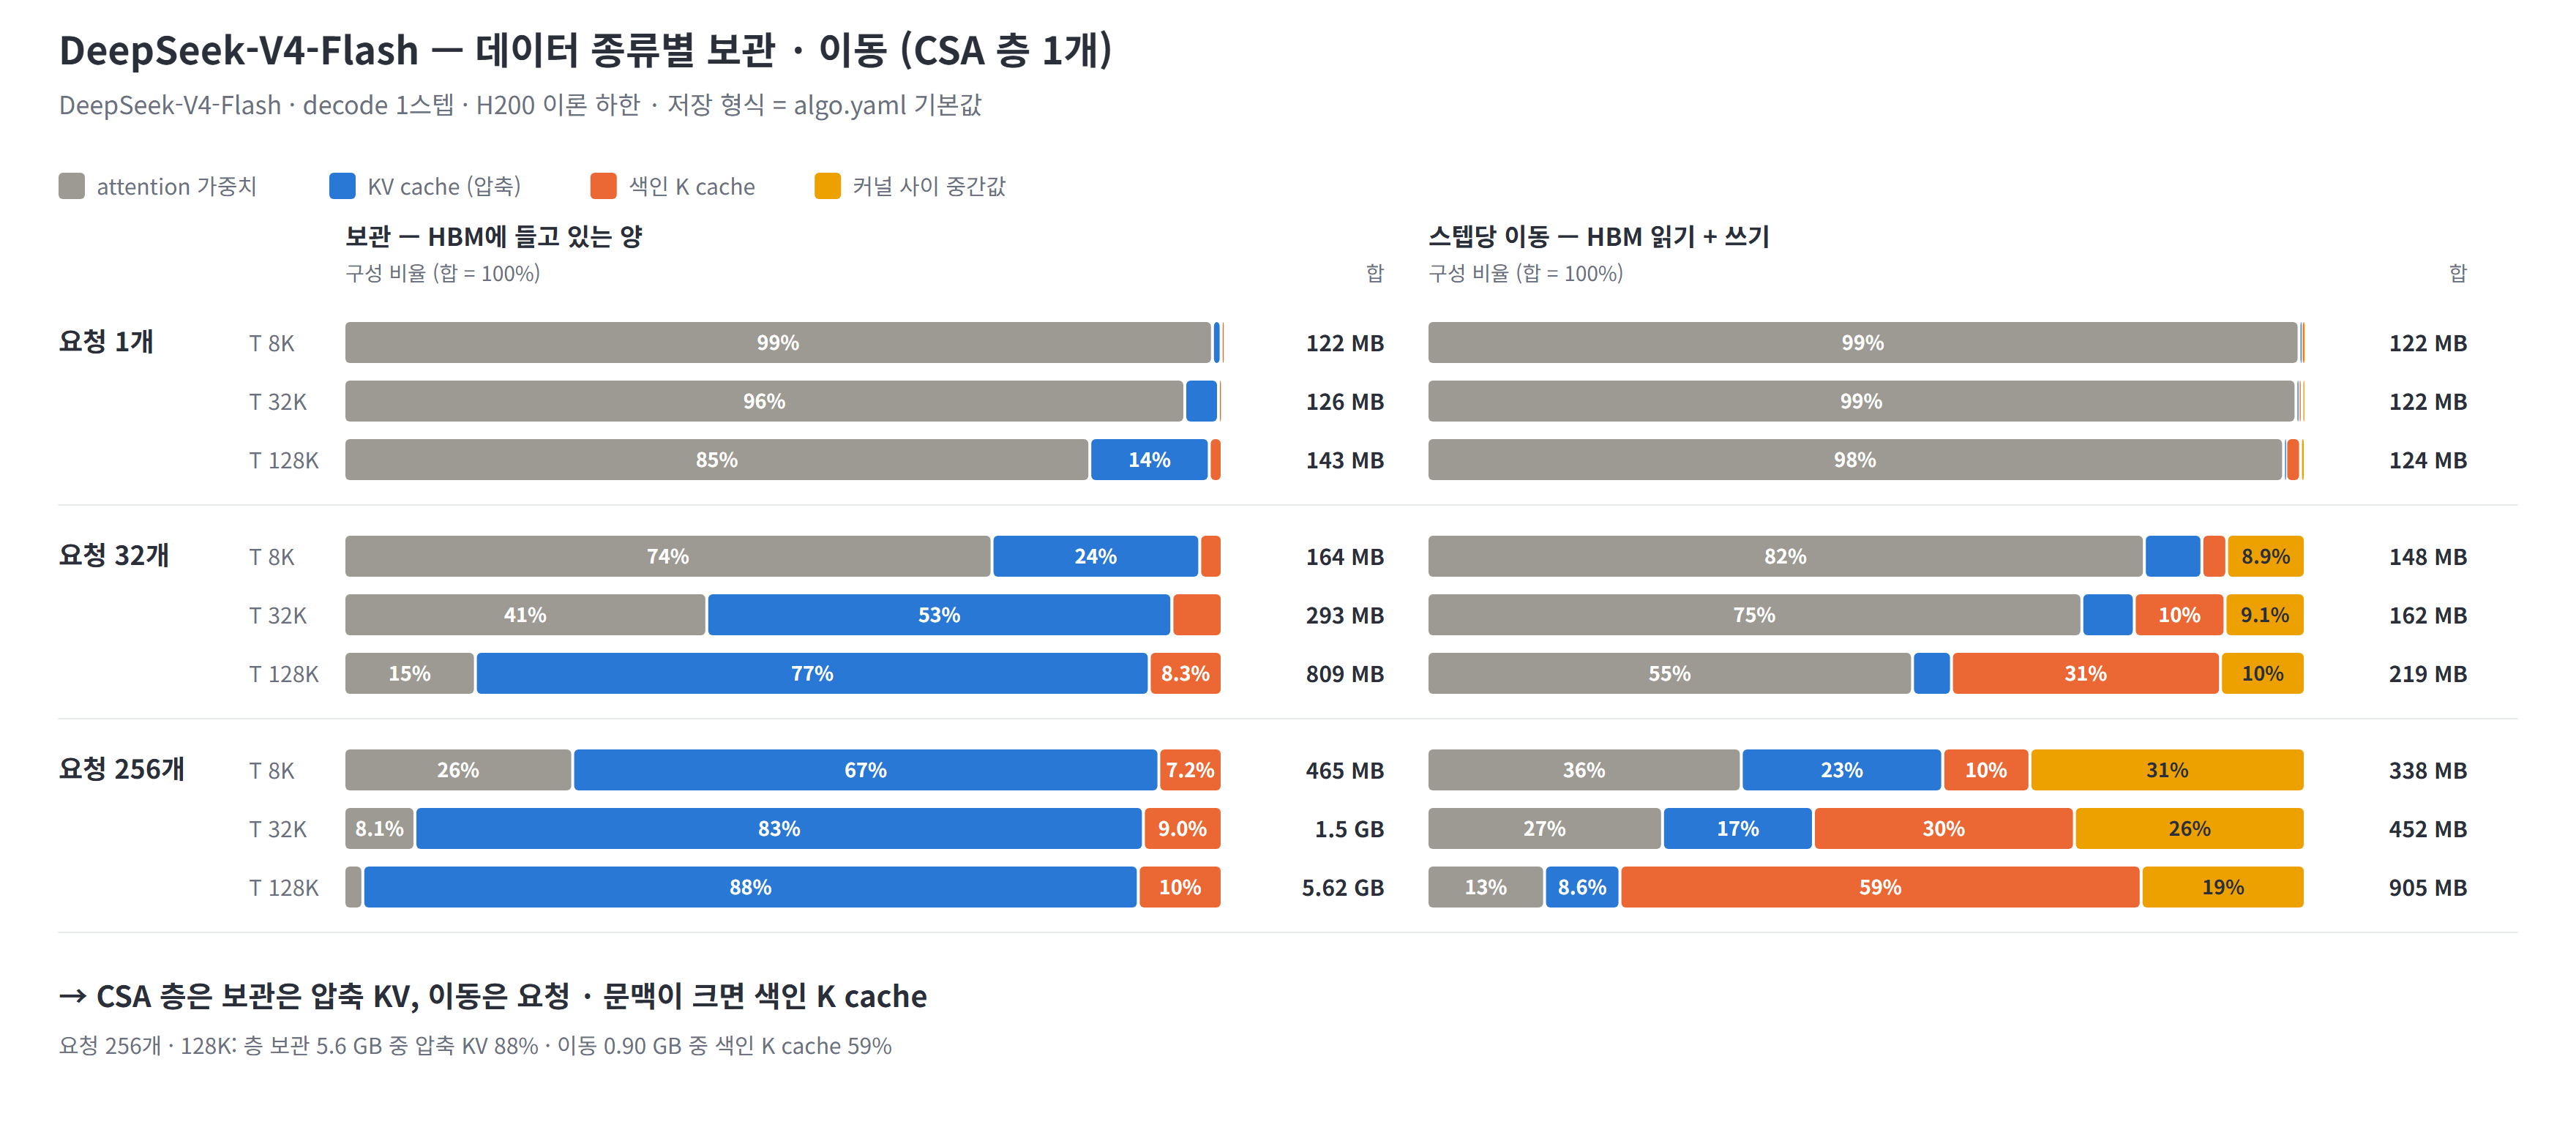 DeepSeek-V4-Flash — 데이터 종류별 보관 · 이동 (CSA 층 1개)
DeepSeek-V4-Flash · decode 1스텝 · H200 이론 하한 · 저장 형식 = algo.yaml 기본값
attention 가중치 KV cache (압축) 색인 K cache 커널 사이 중간값
보관 — HBM에 들고 있는 양 스텝당 이동 — HBM 읽기 + 쓰기
구성 비율 (합 = 100%) 합 구성 비율 (합 = 100%) 합
요청 1개 T 8K 99% 122 MB 99% 122 MB
T 32K 96% 126 MB 99% 122 MB
T 128K 85% 14% 143 MB 98% 124 MB
요청 32개 T 8K 74% 24% 164 MB 82% 8.9% 148 MB
T 32K 41% 53% 293 MB 75% 10% 9.1% 162 MB
T 128K 15% 77% 8.3% 809 MB 55% 31% 10% 219 MB
요청 256개 T 8K 26% 67% 7.2% 465 MB 36% 23% 10% 31% 338 MB
T 32K 8.1% 83% 9.0% 1.5 GB 27% 17% 30% 26% 452 MB
T 128K 88% 10% 5.62 GB 13% 8.6% 59% 19% 905 MB
→ CSA 층은 보관은 압축 KV, 이동은 요청 · 문맥이 크면 색인 K cache
요청 256개 · 128K: 층 보관 5.6 GB 중 압축 KV 88% · 이동 0.90 GB 중 색인 K cache 59%